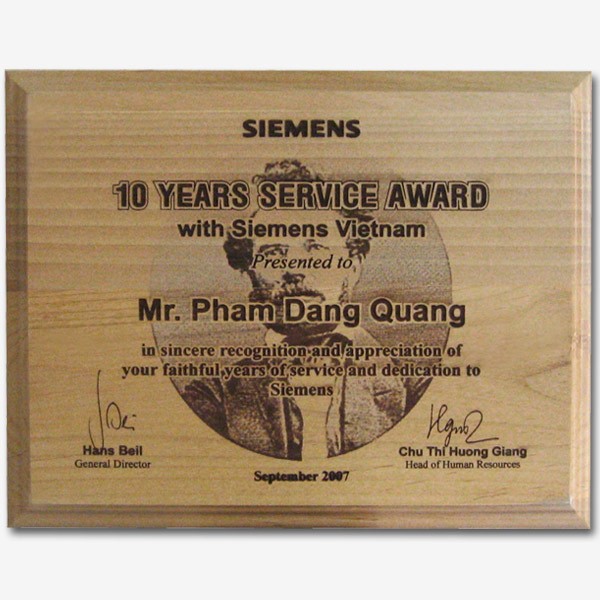 SIEMENS
10 YEARS SERVICE AWARD
with Siemens Vietnam
Presented to
Mr. Pham Dang Quang
in sincere recognition and appreciation of
your faithful years of service and dedication to
Siemens
Hans Beil
General Director
Chu Thi Huong Giang
Head of Human Resources
September 2007